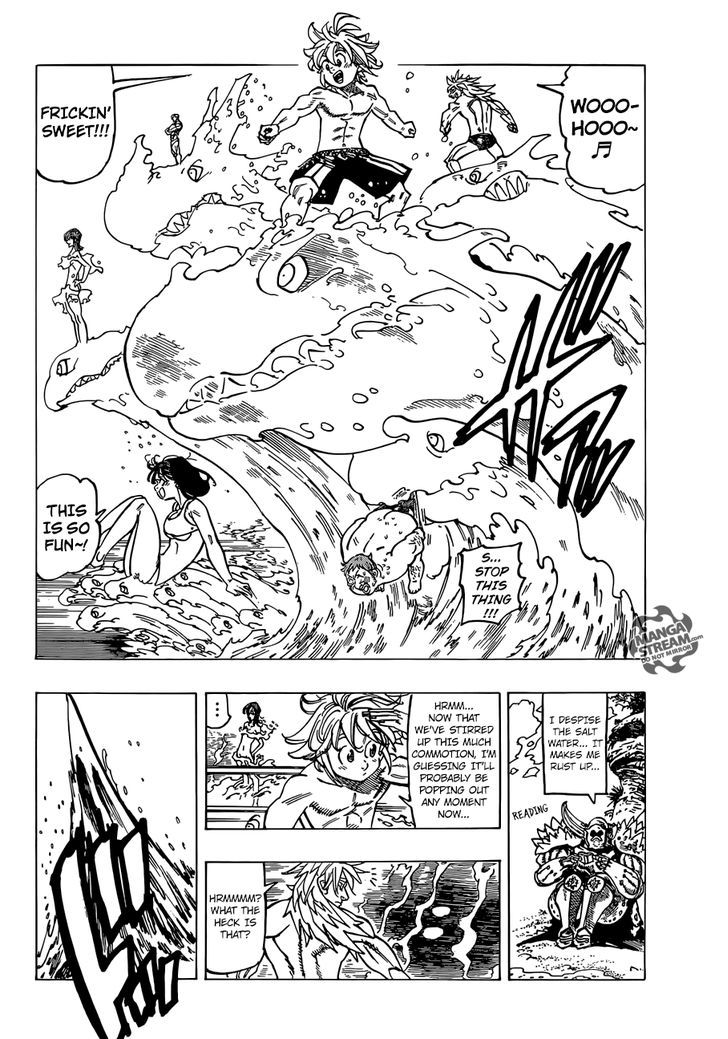 WOOO-
HOOO~
♬
FRICKIN'
SWEET!!!
THIS
IS SO
FUN~!
S...
STOP
THIS
THING
!!!
MANGA
STREAM.com
DO NOT MIRROR
I DESPISE
THE SALT
WATER... IT
MAKES ME
RUST UP...
READING
HRMM...
NOW THAT
WE'VE STIRRED
UP THIS MUCH
COMMOTION, I'M
GUESSING IT'LL
PROBABLY BE
POPPING OUT
ANY MOMENT
NOW...
...
HRMMMM?
WHAT THE
HECK IS
THAT?